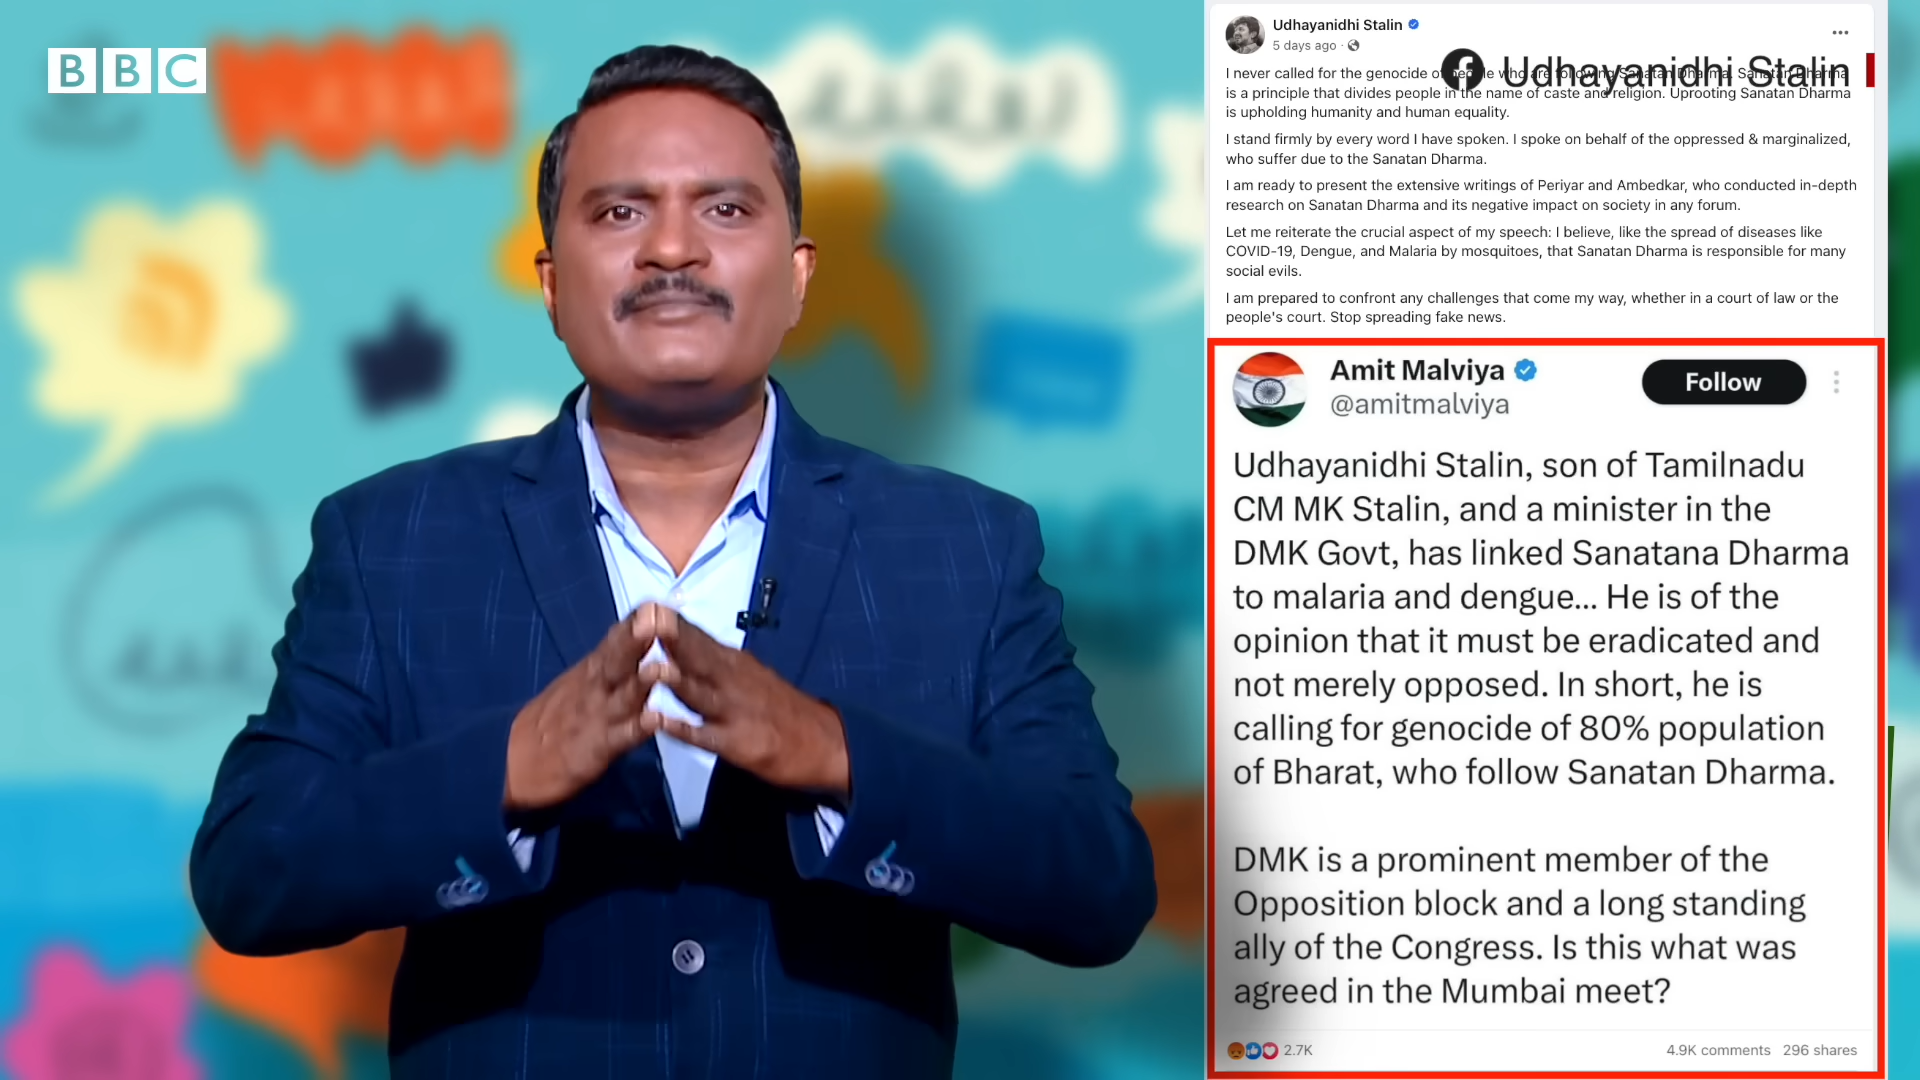 BBC
Udhayanidhi Stalin
5 days ago
Udhayanidhi Stalin
I never called for the genocide of people who are following Sanatan Dharma. Sanatan Dharma
is a principle that divides people in the name of caste and religion. Uprooting Sanatan Dharma
is upholding humanity and human equality.
I stand firmly by every word I have spoken. I spoke on behalf of the oppressed & marginalized,
who suffer due to the Sanatan Dharma.
I am ready to present the extensive writings of Periyar and Ambedkar, who conducted in-depth
research on Sanatan Dharma and its negative impact on society in any forum.
Let me reiterate the crucial aspect of my speech: I believe, like the spread of diseases like
COVID-19, Dengue, and Malaria by mosquitoes, that Sanatan Dharma is responsible for many
social evils.
I am prepared to confront any challenges that come my way, whether in a court of law or the
people's court. Stop spreading fake news.
Amit Malviya
Follow
@amitmalviya
Udhayanidhi Stalin, son of Tamilnadu
CM MK Stalin, and a minister in the
DMK Govt, has linked Sanatana Dharma
to malaria and dengue... He is of the
opinion that it must be eradicated and
not merely opposed. In short, he is
calling for genocide of 80% population
of Bharat, who follow Sanatan Dharma.
DMK is a prominent member of the
Opposition block and a long standing
ally of the Congress. Is this what was
agreed in the Mumbai meet?
2.7K 4.9K comments 296 shares